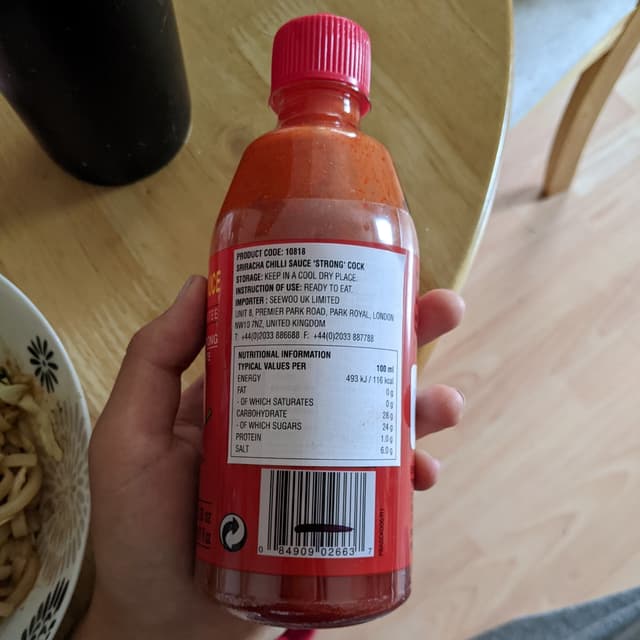 PRODUCT CODE: 10818
SRIRACHA CHILLI SAUCE 'STRONG' COCK
STORAGE: KEEP IN A COOL DRY PLACE.
INSTRUCTION OF USE: READY TO EAT.
IMPORTER : SEEWOO UK LIMITED
UNIT 8, PREMIER PARK ROAD, PARK ROYAL, LONDON
NW10 7NZ, UNITED KINGDOM
T: +44(0)2033 886688 F: +44(0)2033 887788
NUTRITIONAL INFORMATION
TYPICAL VALUES PER 100 ml
ENERGY 493 kJ / 116 kcal
FAT 0 g
- OF WHICH SATURATES 0 g
CARBOHYDRATE 28 g
- OF WHICH SUGARS 24 g
PROTEIN 1.0 g
SALT 6.0 g
0 84909 02663 7